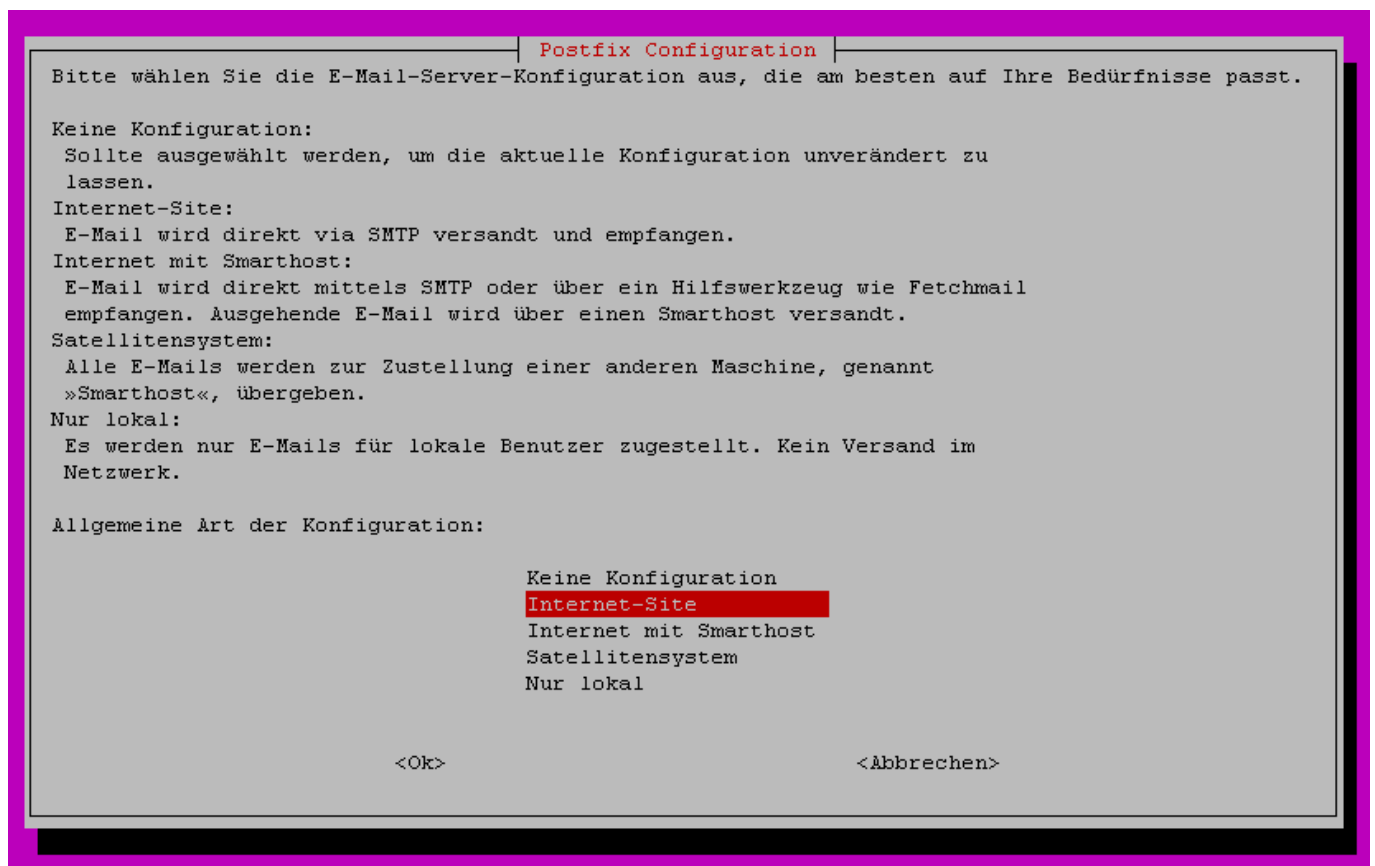 Postfix Configuration
Bitte wählen Sie die E-Mail-Server-Konfiguration aus, die am besten auf Ihre Bedürfnisse passt.
Keine Konfiguration:
Sollte ausgewählt werden, um die aktuelle Konfiguration unverändert zu
lassen.
Internet-Site:
E-Mail wird direkt via SMTP versandt und empfangen.
Internet mit Smarthost:
E-Mail wird direkt mittels SMTP oder über ein Hilfswerkzeug wie Fetchmail
empfangen. Ausgehende E-Mail wird über einen Smarthost versandt.
Satellitensystem:
Alle E-Mails werden zur Zustellung einer anderen Maschine, genannt
»Smarthost«, übergeben.
Nur lokal:
Es werden nur E-Mails für lokale Benutzer zugestellt. Kein Versand im
Netzwerk.
Allgemeine Art der Konfiguration:
Keine Konfiguration
Internet-Site
Internet mit Smarthost
Satellitensystem
Nur lokal
<Ok> <Abbrechen>